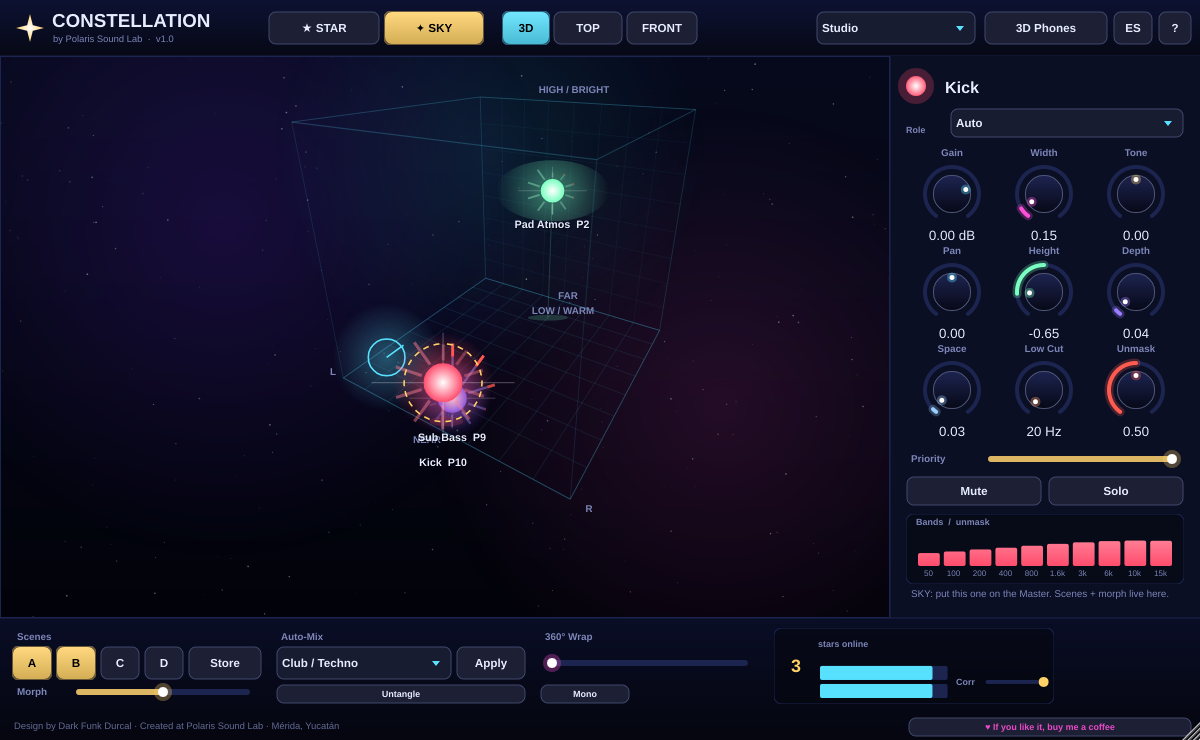 CONSTELLATION
by Polaris Sound Lab · v1.0
★ STAR
✦ SKY
3D
TOP
FRONT
Studio
3D Phones
ES
?
HIGH / BRIGHT
Pad Atmos P2
FAR
LOW / WARM
L
Sub Bass P9
Kick P10
R
Kick
Role
Auto
Gain
Width
Tone
0.00 dB
0.15
0.00
Pan
Height
Depth
0.00
-0.65
0.04
Space
Low Cut
Unmask
0.03
20 Hz
0.50
Priority
Mute
Solo
Bands / unmask
50 100 200 400 800 1.6k 3k 6k 10k 15k
SKY: put this one on the Master. Scenes + morph live here.
Scenes
A
B
C
D
Store
Morph
Auto-Mix
Club / Techno
Apply
Untangle
360° Wrap
Mono
stars online
3
Corr
Design by Dark Funk Durcal · Created at Polaris Sound Lab · Mérida, Yucatán
♥ If you like it, buy me a coffee